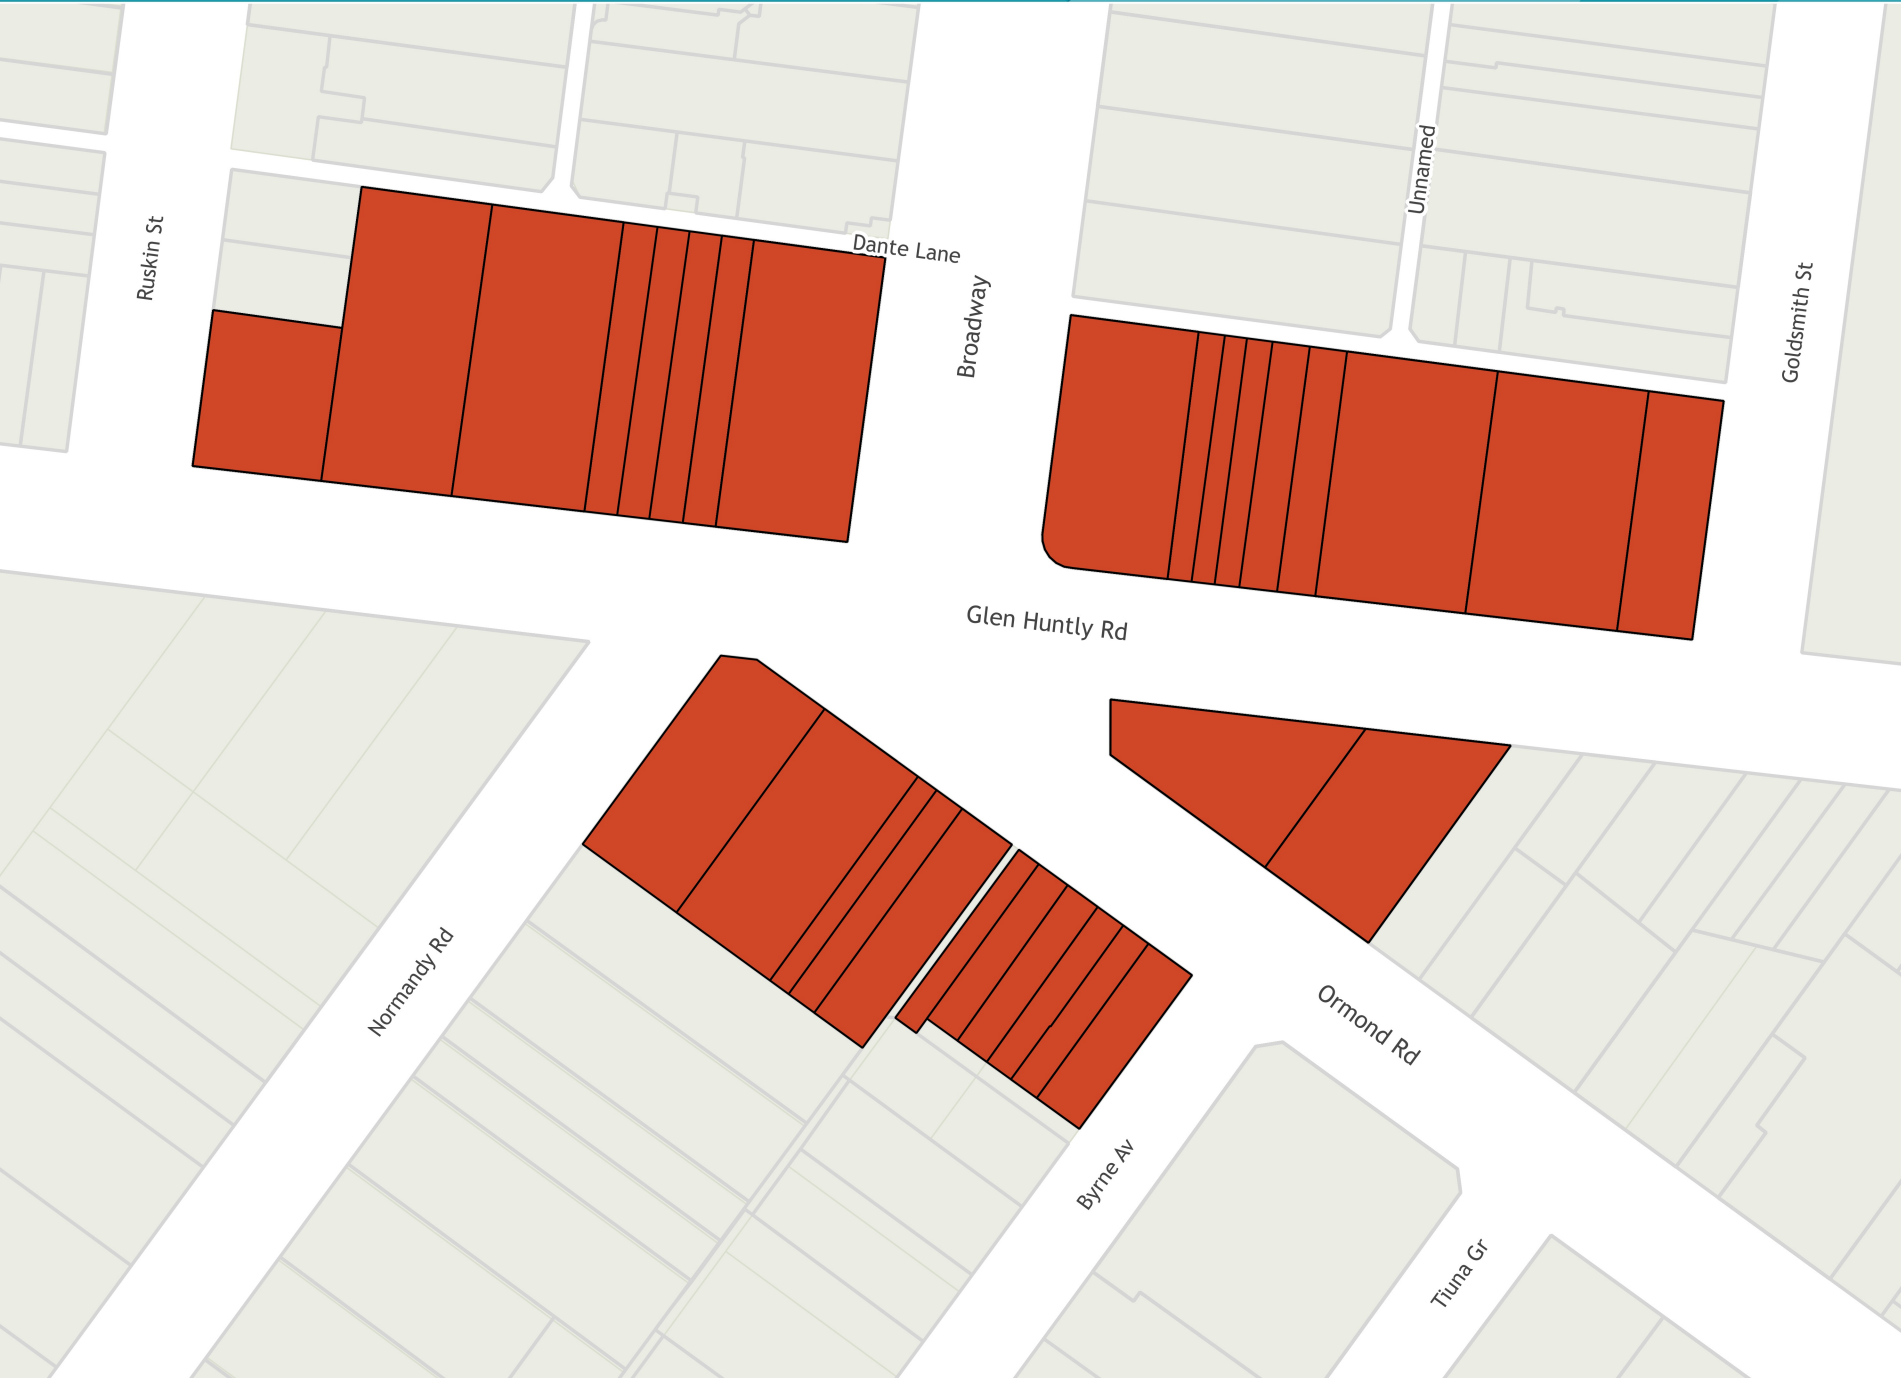 Unnamed
Ruskin St
Dante Lane
Broadway
Goldsmith St
Glen Huntly Rd
Normandy Rd
Ormond Rd
Byrne Av
Tiuna Gr